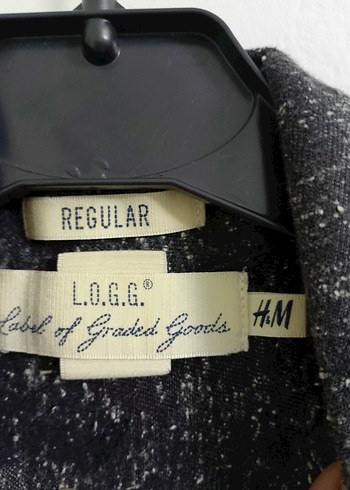 REGULAR
L.O.G.G.®
Label of Graded Goods
H&M